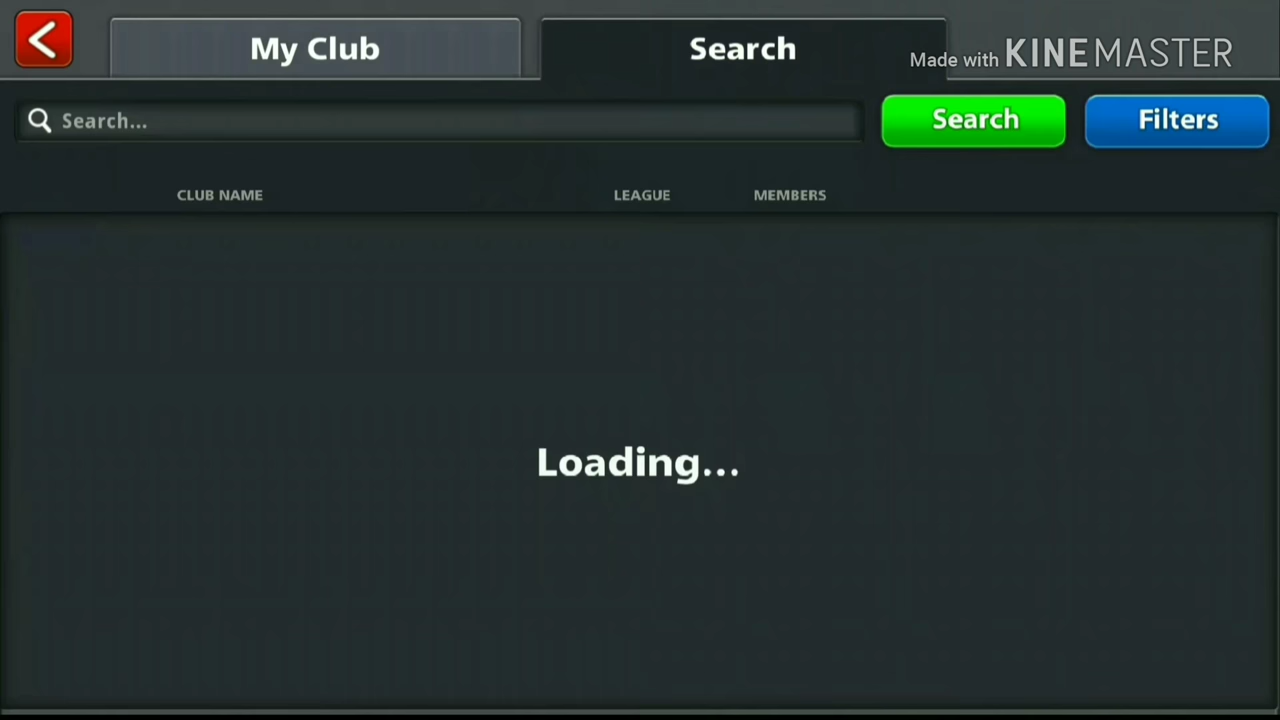 My Club
Search
Made with KINEMASTER
Search...
Search
Filters
CLUB NAME
LEAGUE
MEMBERS
Loading...